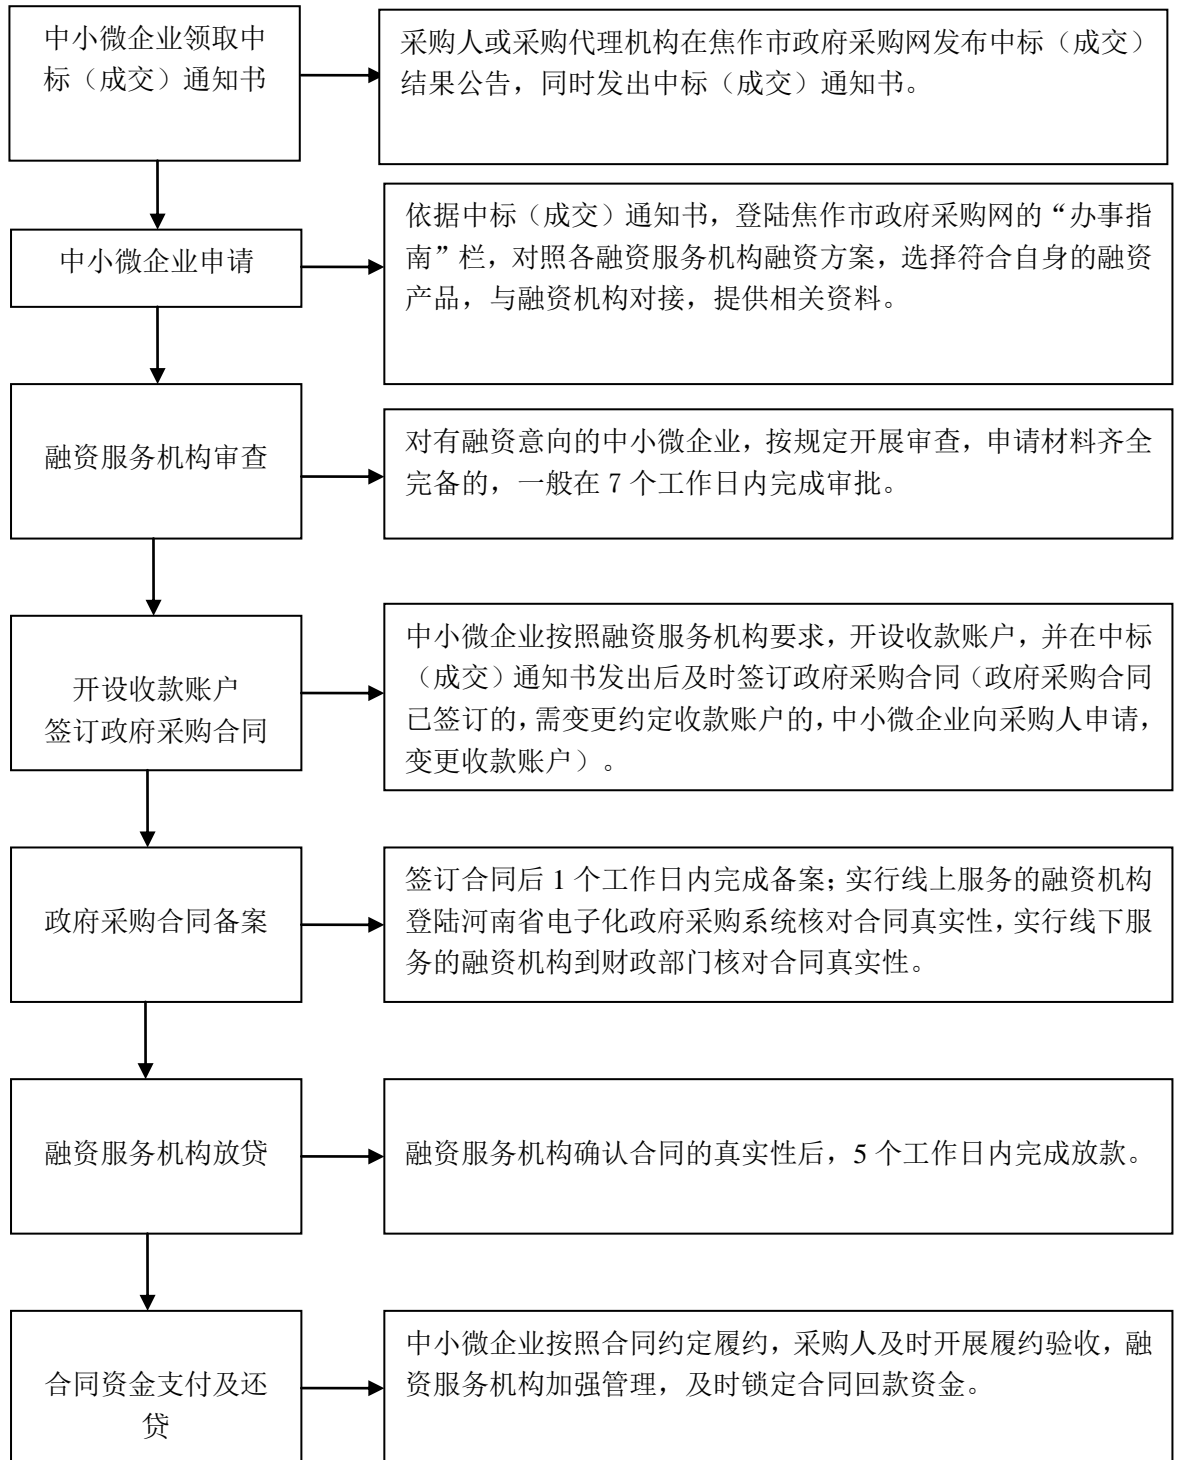 中小微企业领取中
标（成交）通知书
采购人或采购代理机构在焦作市政府采购网发布中标（成交）
结果公告，同时发出中标（成交）通知书。
中小微企业申请
依据中标（成交）通知书，登陆焦作市政府采购网的“办事指
南”栏，对照各融资服务机构融资方案，选择符合自身的融资
产品，与融资机构对接，提供相关资料。
融资服务机构审查
对有融资意向的中小微企业，按规定开展审查，申请材料齐全
完备的，一般在 7 个工作日内完成审批。
开设收款账户
签订政府采购合同
中小微企业按照融资服务机构要求，开设收款账户，并在中标
（成交）通知书发出后及时签订政府采购合同（政府采购合同
已签订的，需变更约定收款账户的，中小微企业向采购人申请，
变更收款账户）。
政府采购合同备案
签订合同后 1 个工作日内完成备案；实行线上服务的融资机构
登陆河南省电子化政府采购系统核对合同真实性，实行线下服
务的融资机构到财政部门核对合同真实性。
融资服务机构放贷
融资服务机构确认合同的真实性后，5 个工作日内完成放款。
合同资金支付及还
贷
中小微企业按照合同约定履约，采购人及时开展履约验收，融
资服务机构加强管理，及时锁定合同回款资金。